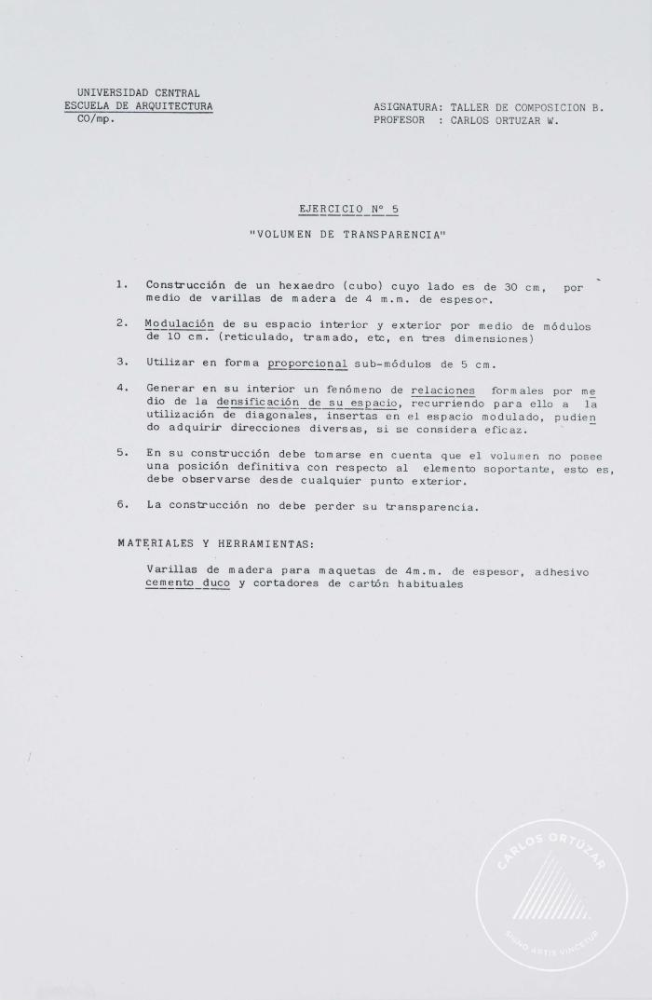 UNIVERSIDAD CENTRAL
ESCUELA DE ARQUITECTURA
CO/mp.
ASIGNATURA: TALLER DE COMPOSICION B.
PROFESOR  : CARLOS ORTUZAR W.
EJERCICIO Nº 5
"VOLUMEN DE TRANSPARENCIA"
1. Construcción de un hexaedro (cubo) cuyo lado es de 30 cm, por
medio de varillas de madera de 4 m.m. de espesor.
2. Modulación de su espacio interior y exterior por medio de módulos
de 10 cm. (reticulado, tramado, etc, en tres dimensiones)
3. Utilizar en forma proporcional sub-módulos de 5 cm.
4. Generar en su interior un fenómeno de relaciones formales por me
dio de la densificación de su espacio, recurriendo para ello a la
utilización de diagonales, insertas en el espacio modulado, pudien
do adquirir direcciones diversas, si se considera eficaz.
5. En su construcción debe tomarse en cuenta que el volumen no posee
una posición definitiva con respecto al elemento soportante, esto es,
debe observarse desde cualquier punto exterior.
6. La construcción no debe perder su transparencia.
MATERIALES Y HERRAMIENTAS:
Varillas de madera para maquetas de 4m.m. de espesor, adhesivo
cemento duco y cortadores de cartón habituales
CARLOS ORTÚZAR
SIGNO ARTIS VINCETUR